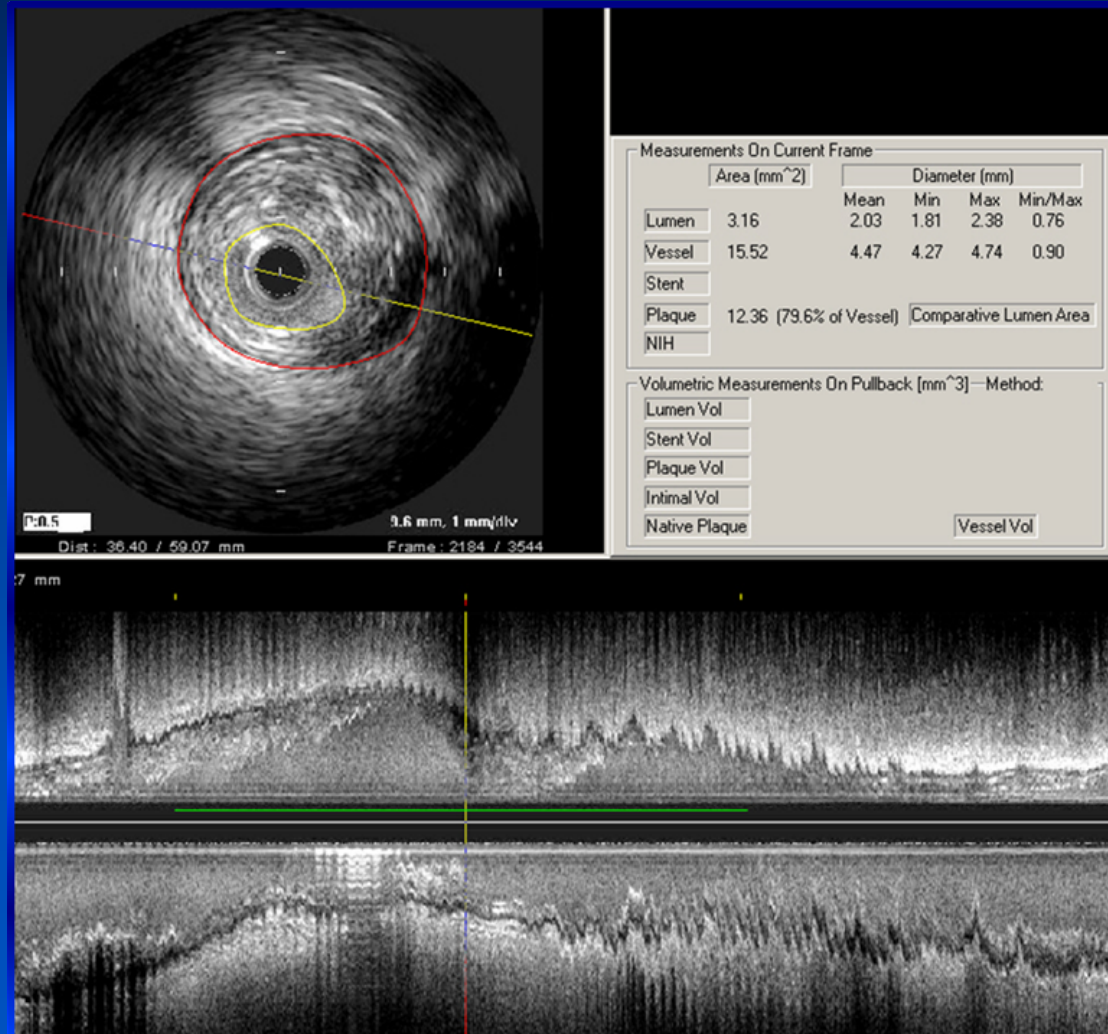 Measurements On Current Frame
Area (mm^2) Diameter (mm)
Mean Min Max Min/Max
Lumen 3.16 2.03 1.81 2.38 0.76
Vessel 15.52 4.47 4.27 4.74 0.90
Stent
Plaque 12.36 (79.6% of Vessel) Comparative Lumen Area
NIH
Volumetric Measurements On Pullback [mm^3] Method:
Lumen Vol
Stent Vol
Plaque Vol
Intimal Vol
Native Plaque Vessel Vol
P:0.5 9.6 mm, 1 mm/div
Dist : 36.40 / 59.07 mm Frame : 2184 / 3544
7 mm